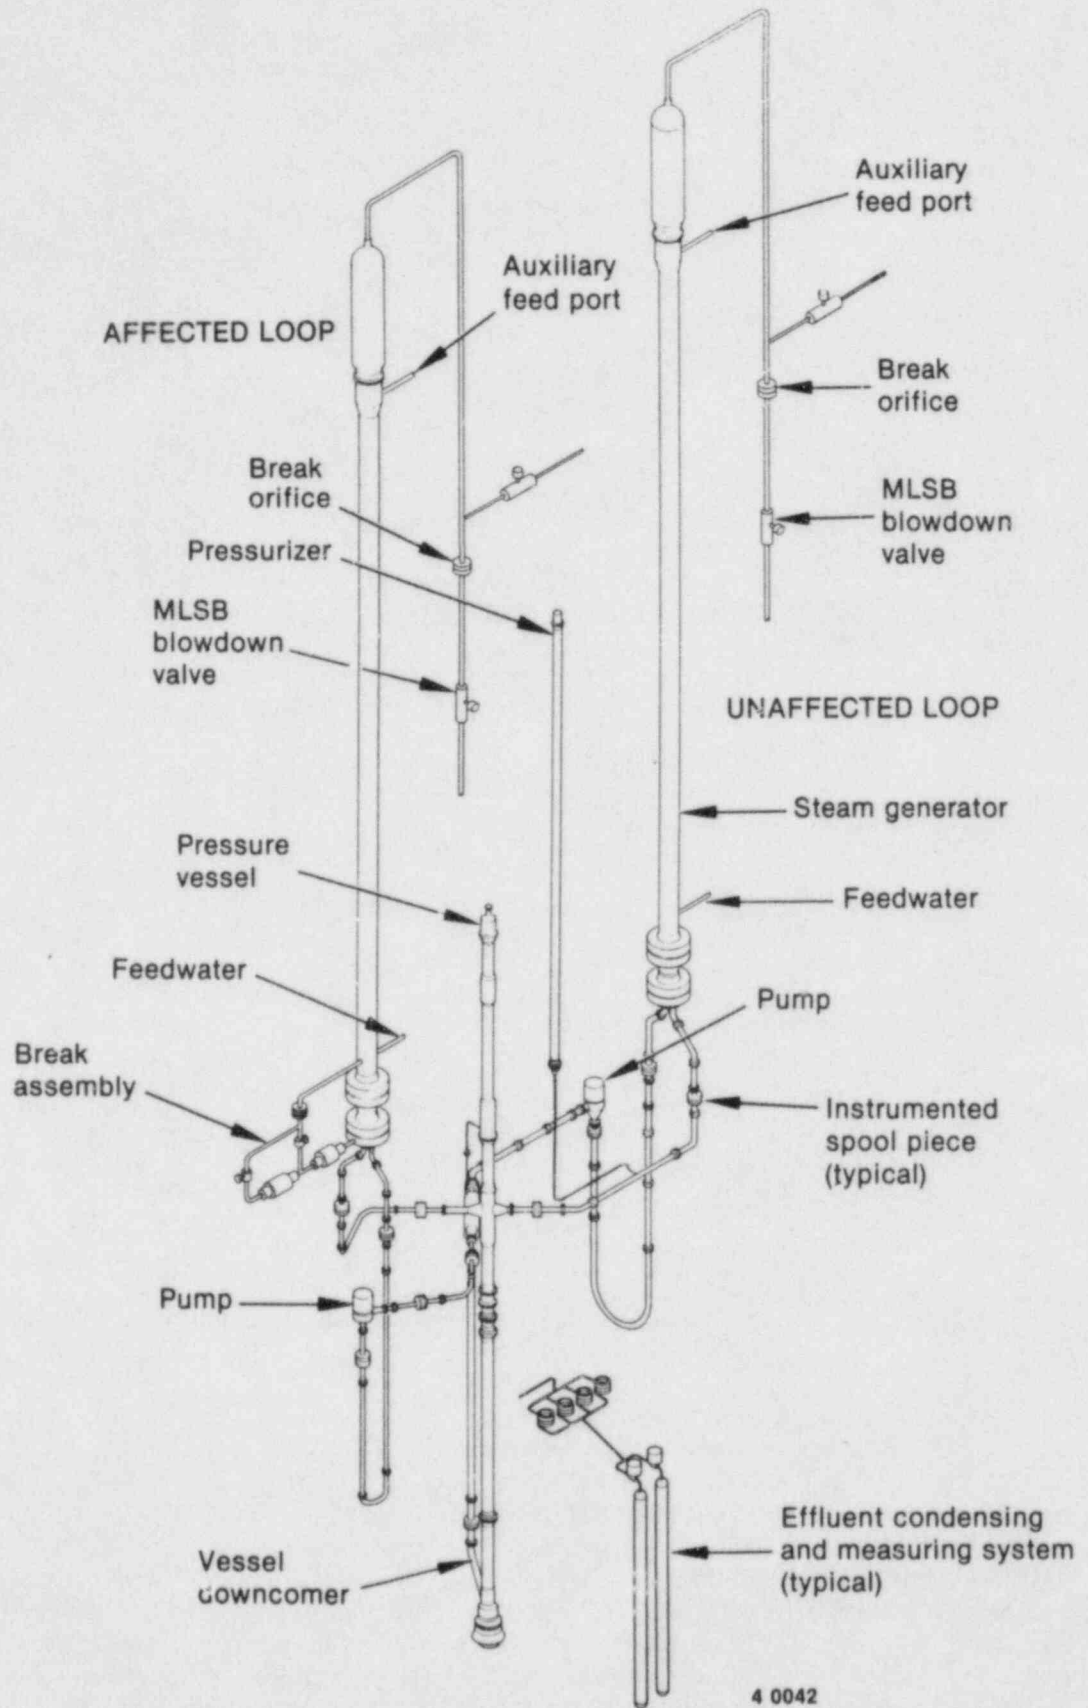 Auxiliary
feed port
Auxiliary
feed port
AFFECTED LOOP
Break
orifice
Break
orifice
Pressurizer
MLSB
blowdown
valve
MLSB
blowdown
valve
UNAFFECTED LOOP
Steam generator
Pressure
vessel
Feedwater
Feedwater
Pump
Break
assembly
Instrumented
spool piece
(typical)
Pump
Effluent condensing
and measuring system
(typical)
Vessel
downcomer
4 0042